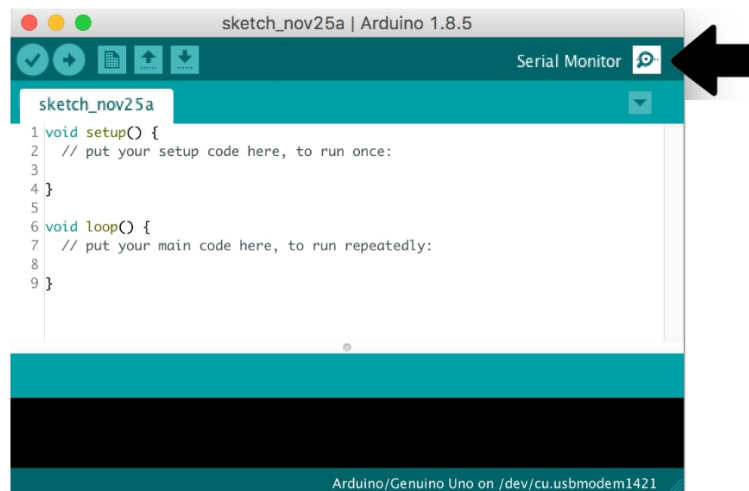 sketch_nov25a | Arduino 1.8.5
Serial Monitor
sketch_nov25a
1 void setup() {
2   // put your setup code here, to run once:
3
4 }
5
6 void loop() {
7   // put your main code here, to run repeatedly:
8
9 }
Arduino/Genuino Uno on /dev/cu.usbmodem1421